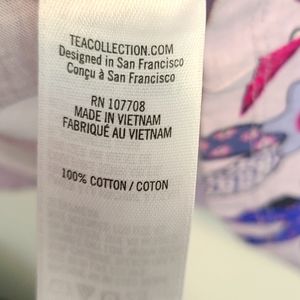 TEACOLLECTION.COM
Designed in San Francisco
Conçu à San Francisco
RN 107708
MADE IN VIETNAM
FABRIQUÉ AU VIETNAM
100% COTTON / COTON